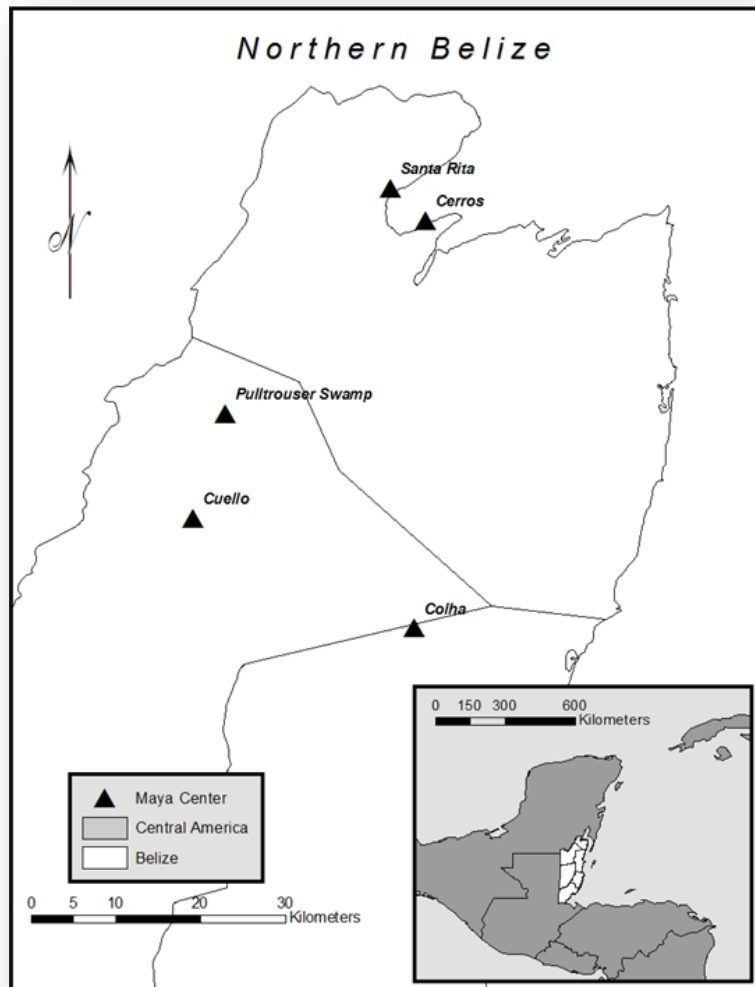 Northern Belize
N
Santa Rita
Cerros
Pulltrouser Swamp
Cuello
Colha
Maya Center
Central America
Belize
0 5 10 20 30
Kilometers
0 150 300 600
Kilometers